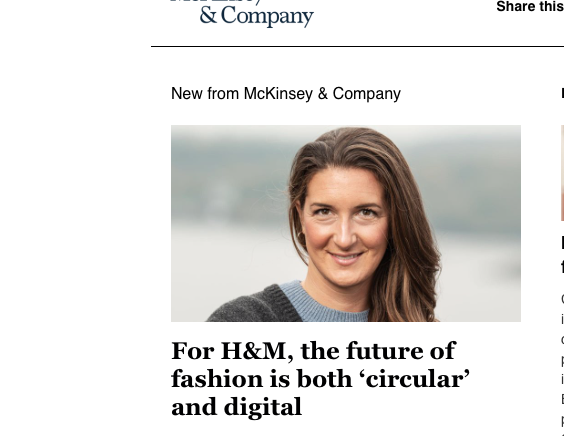 & Company
Share this
New from McKinsey & Company
For H&M, the future of
fashion is both ‘circular’
and digital